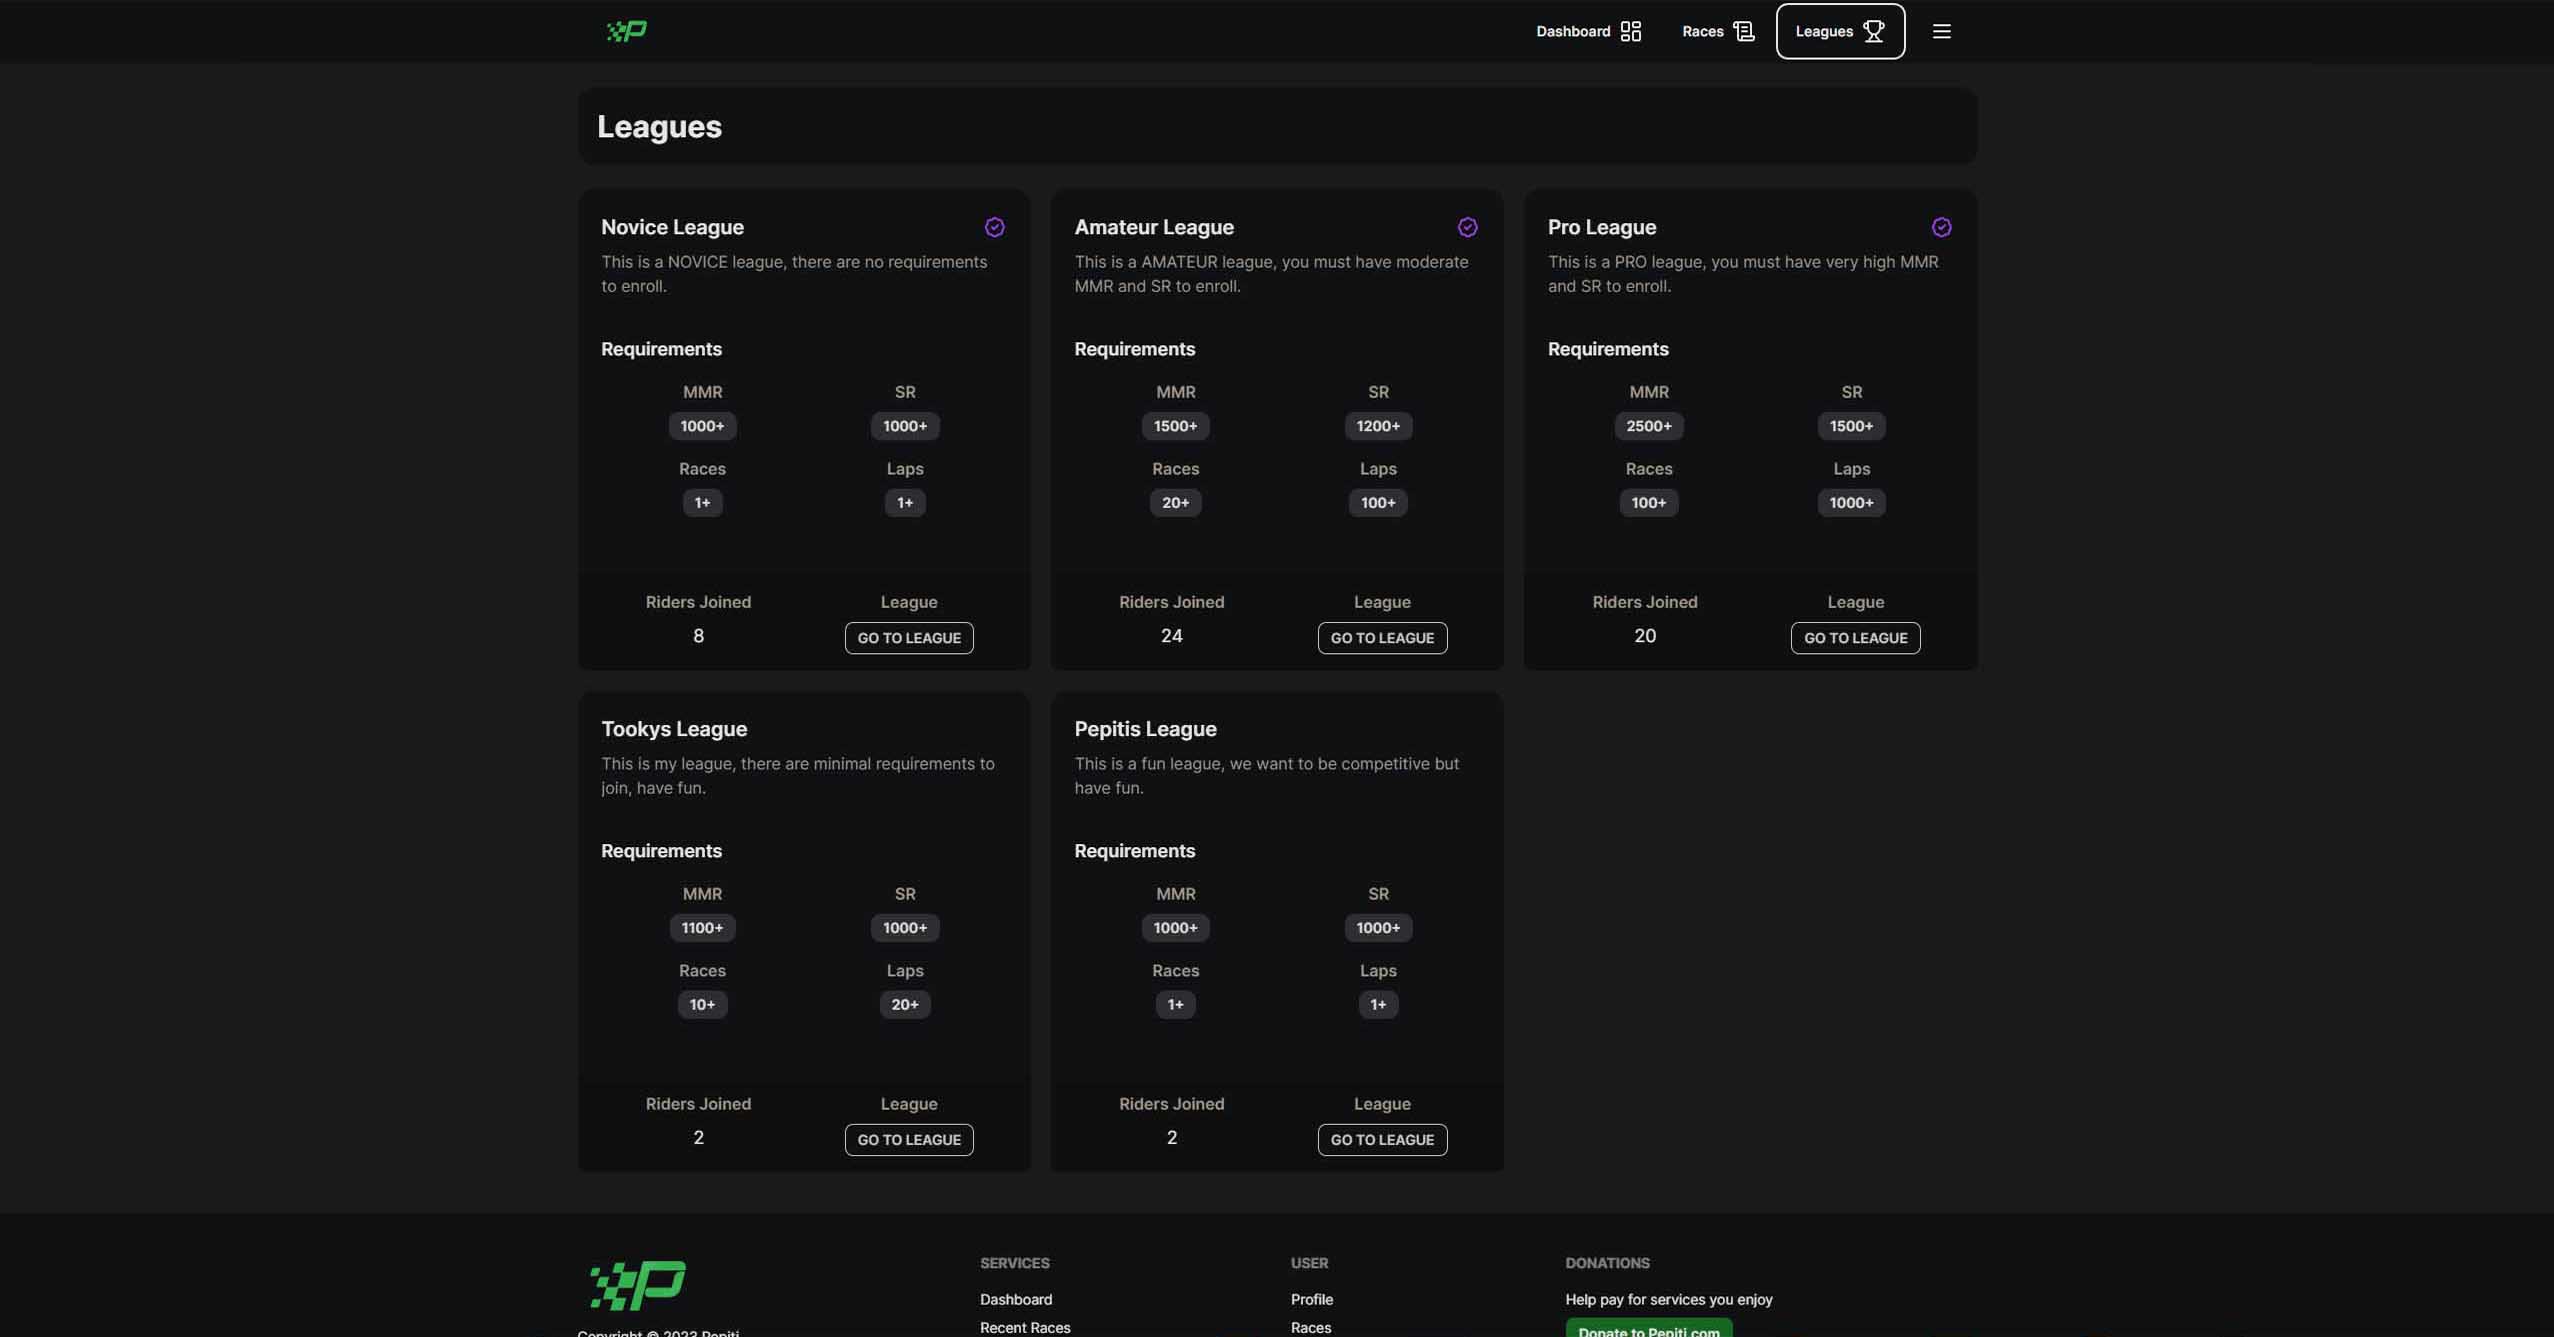 Dashboard
Races
Leagues
Leagues
Novice League
This is a NOVICE league, there are no requirements
to enroll.
Requirements
MMR SR
1000+ 1000+
Races Laps
1+ 1+
Riders Joined League
8 GO TO LEAGUE
Amateur League
This is a AMATEUR league, you must have moderate
MMR and SR to enroll.
Requirements
MMR SR
1500+ 1200+
Races Laps
20+ 100+
Riders Joined League
24 GO TO LEAGUE
Pro League
This is a PRO league, you must have very high MMR
and SR to enroll.
Requirements
MMR SR
2500+ 1500+
Races Laps
100+ 1000+
Riders Joined League
20 GO TO LEAGUE
Tookys League
This is my league, there are minimal requirements to
join, have fun.
Requirements
MMR SR
1100+ 1000+
Races Laps
10+ 20+
Riders Joined League
2 GO TO LEAGUE
Pepitis League
This is a fun league, we want to be competitive but
have fun.
Requirements
MMR SR
1000+ 1000+
Races Laps
1+ 1+
Riders Joined League
2 GO TO LEAGUE
P
Copyright © 2023 Pepiti
SERVICES
Dashboard
Recent Races
USER
Profile
Races
DONATIONS
Help pay for services you enjoy
Donate to Pepiti.com